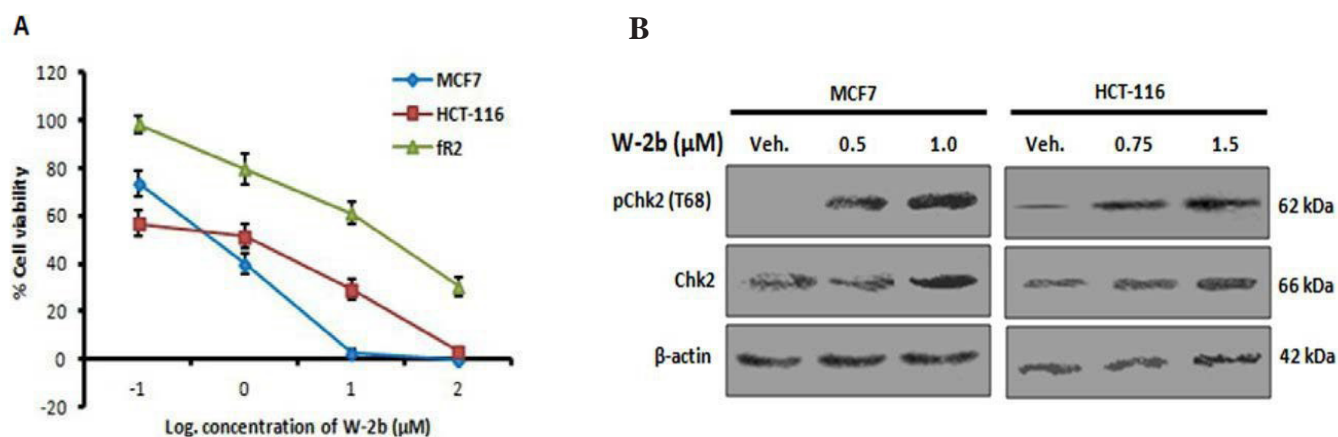 A
120
100
80
60
40
20
0
-20
% Cell viability
-1 0 1 2
Log. concentration of W-2b (µM)
MCF7
HCT-116
fR2
B
MCF7 HCT-116
W-2b (µM) Veh. 0.5 1.0 Veh. 0.75 1.5
pChk2 (T68) 62 kDa
Chk2 66 kDa
β-actin 42 kDa